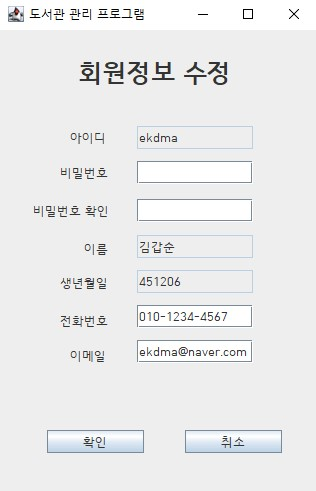 도서관 관리 프로그램
회원정보 수정
아이디 ekdma
비밀번호
비밀번호 확인
이름 김갑순
생년월일 451206
전화번호 010-1234-4567
이메일 ekdma@naver.com
확인 취소